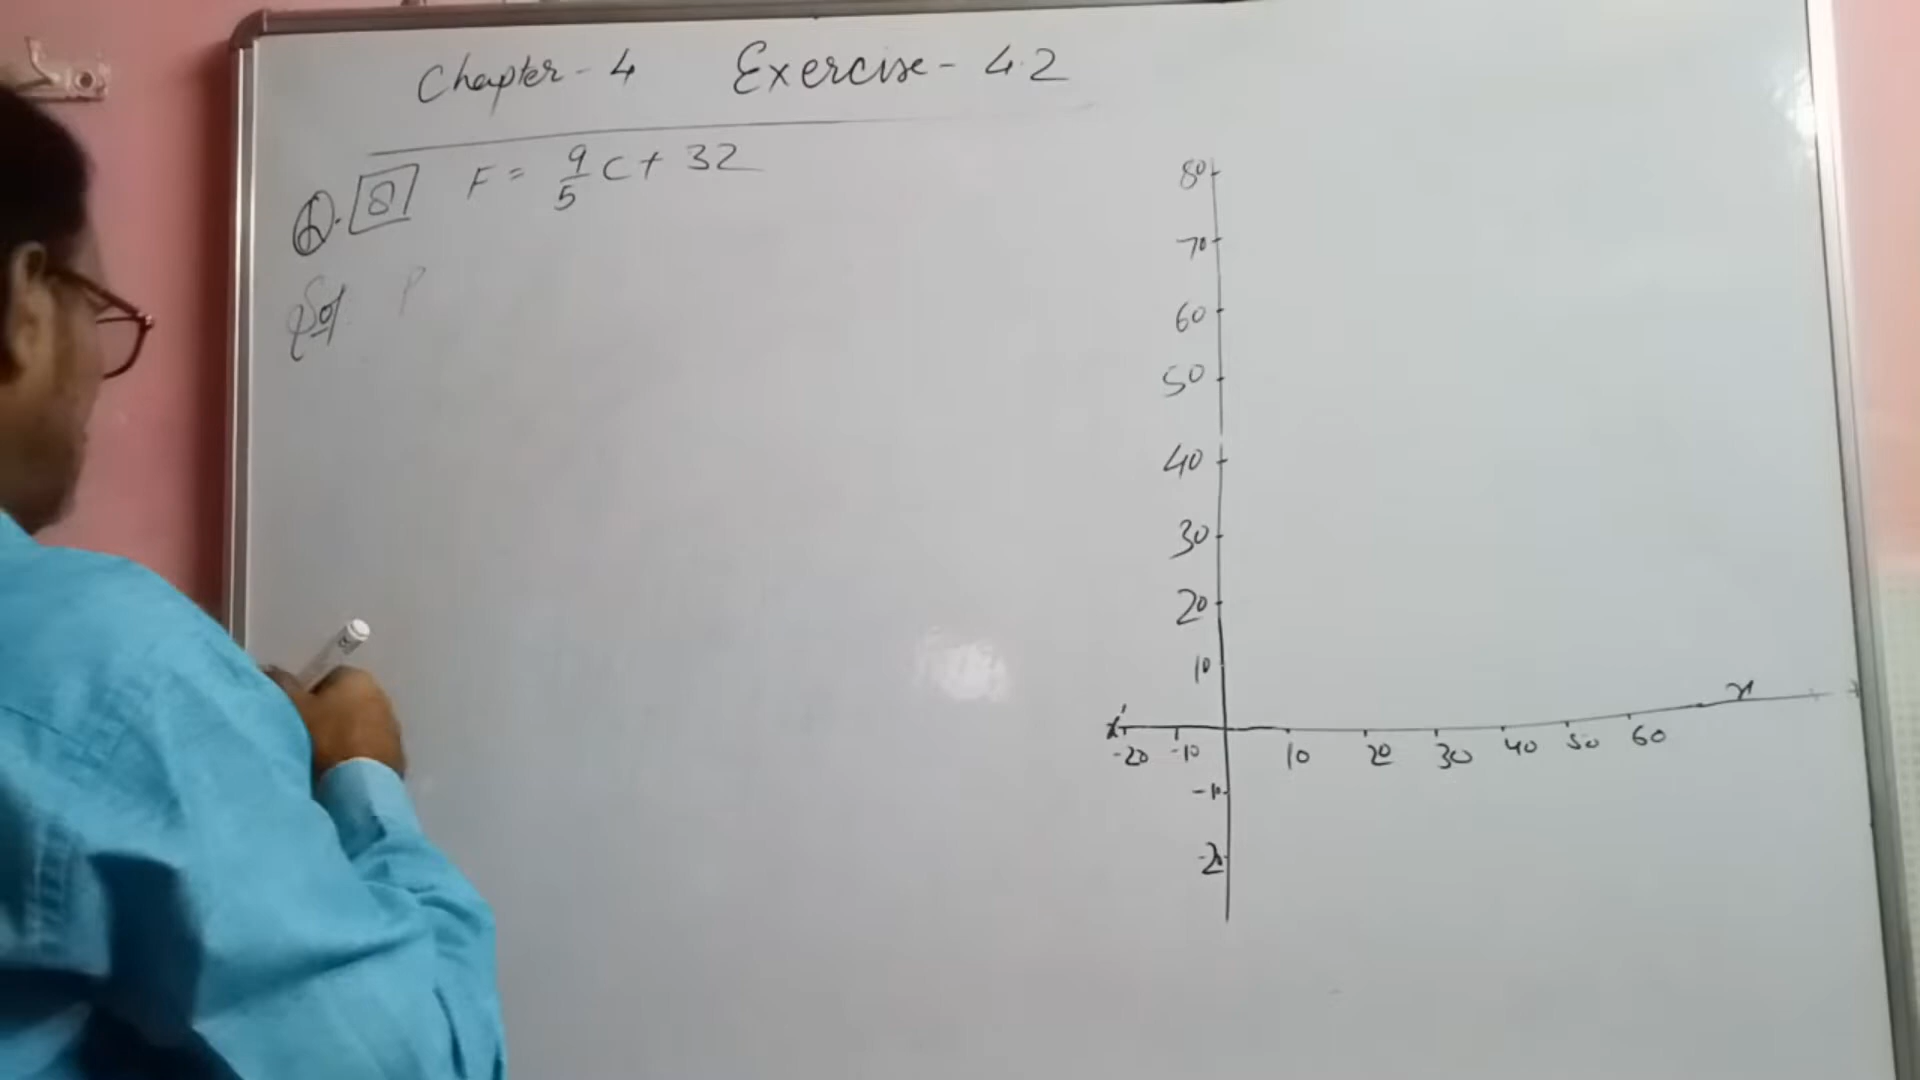 Chapter - 4 Exercise - 4.2
Q. 8 F = 9/5 C + 32
Sol P
80
70
60
50
40
30
20
10
x' x
-20 -10 10 20 30 40 50 60
-10
-2